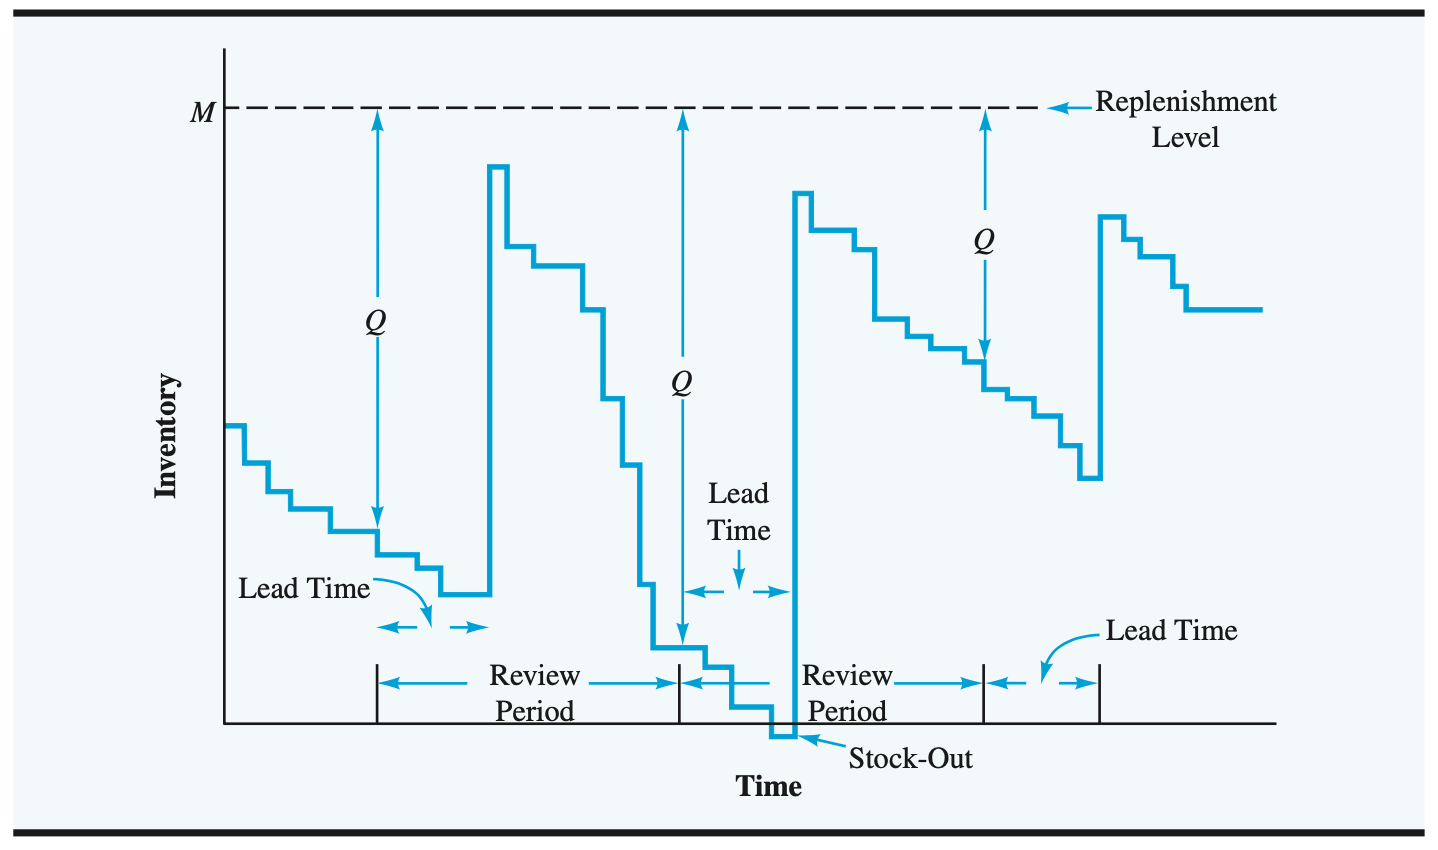 M
Replenishment
Level
Q
Q
Q
Inventory
Lead
Time
Lead Time
Lead Time
Review
Period
Review
Period
Stock-Out
Time